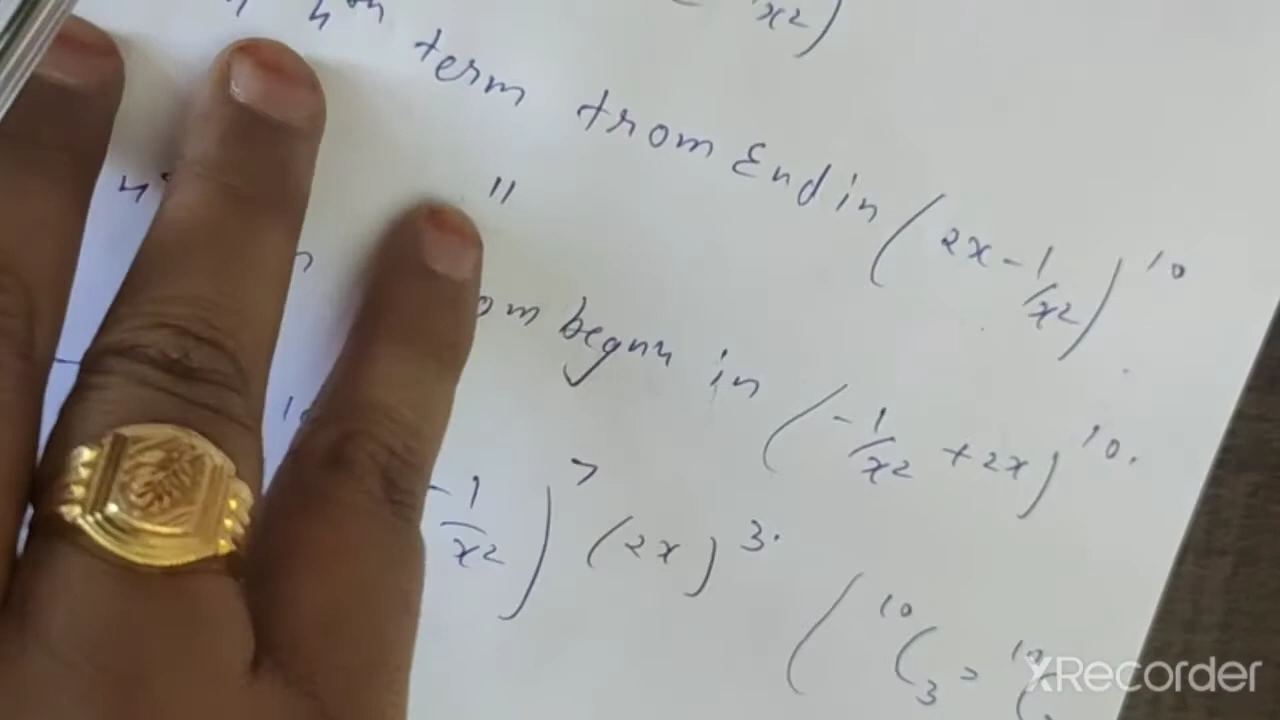 x²)
4th term from End in (2x - 1/x²)^10
"
begnn in (-1/x² + 2x)^10.
-1/x²)^7 (2x)^3.
(10C3 =
XRecorder